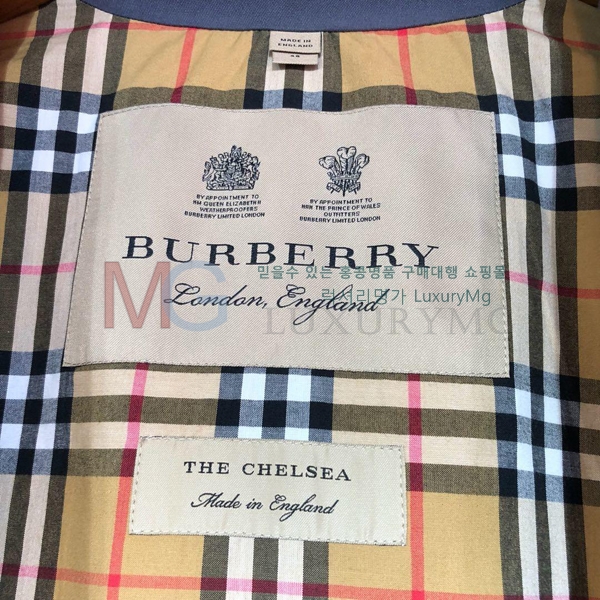 MADE IN
ENGLAND
BY APPOINTMENT TO
HM QUEEN ELIZABETH II
WEATHERPROOFERS
BURBERRY LIMITED LONDON
BY APPOINTMENT TO
HRH THE PRINCE OF WALES
OUTFITTERS
BURBERRY LIMITED LONDON
BURBERRY
London, England
MG
믿을수 있는 홍콩명품 구매대행 쇼핑몰
럭셔리명가 LuxuryMg
LUXURYMG
THE CHELSEA
Made in England